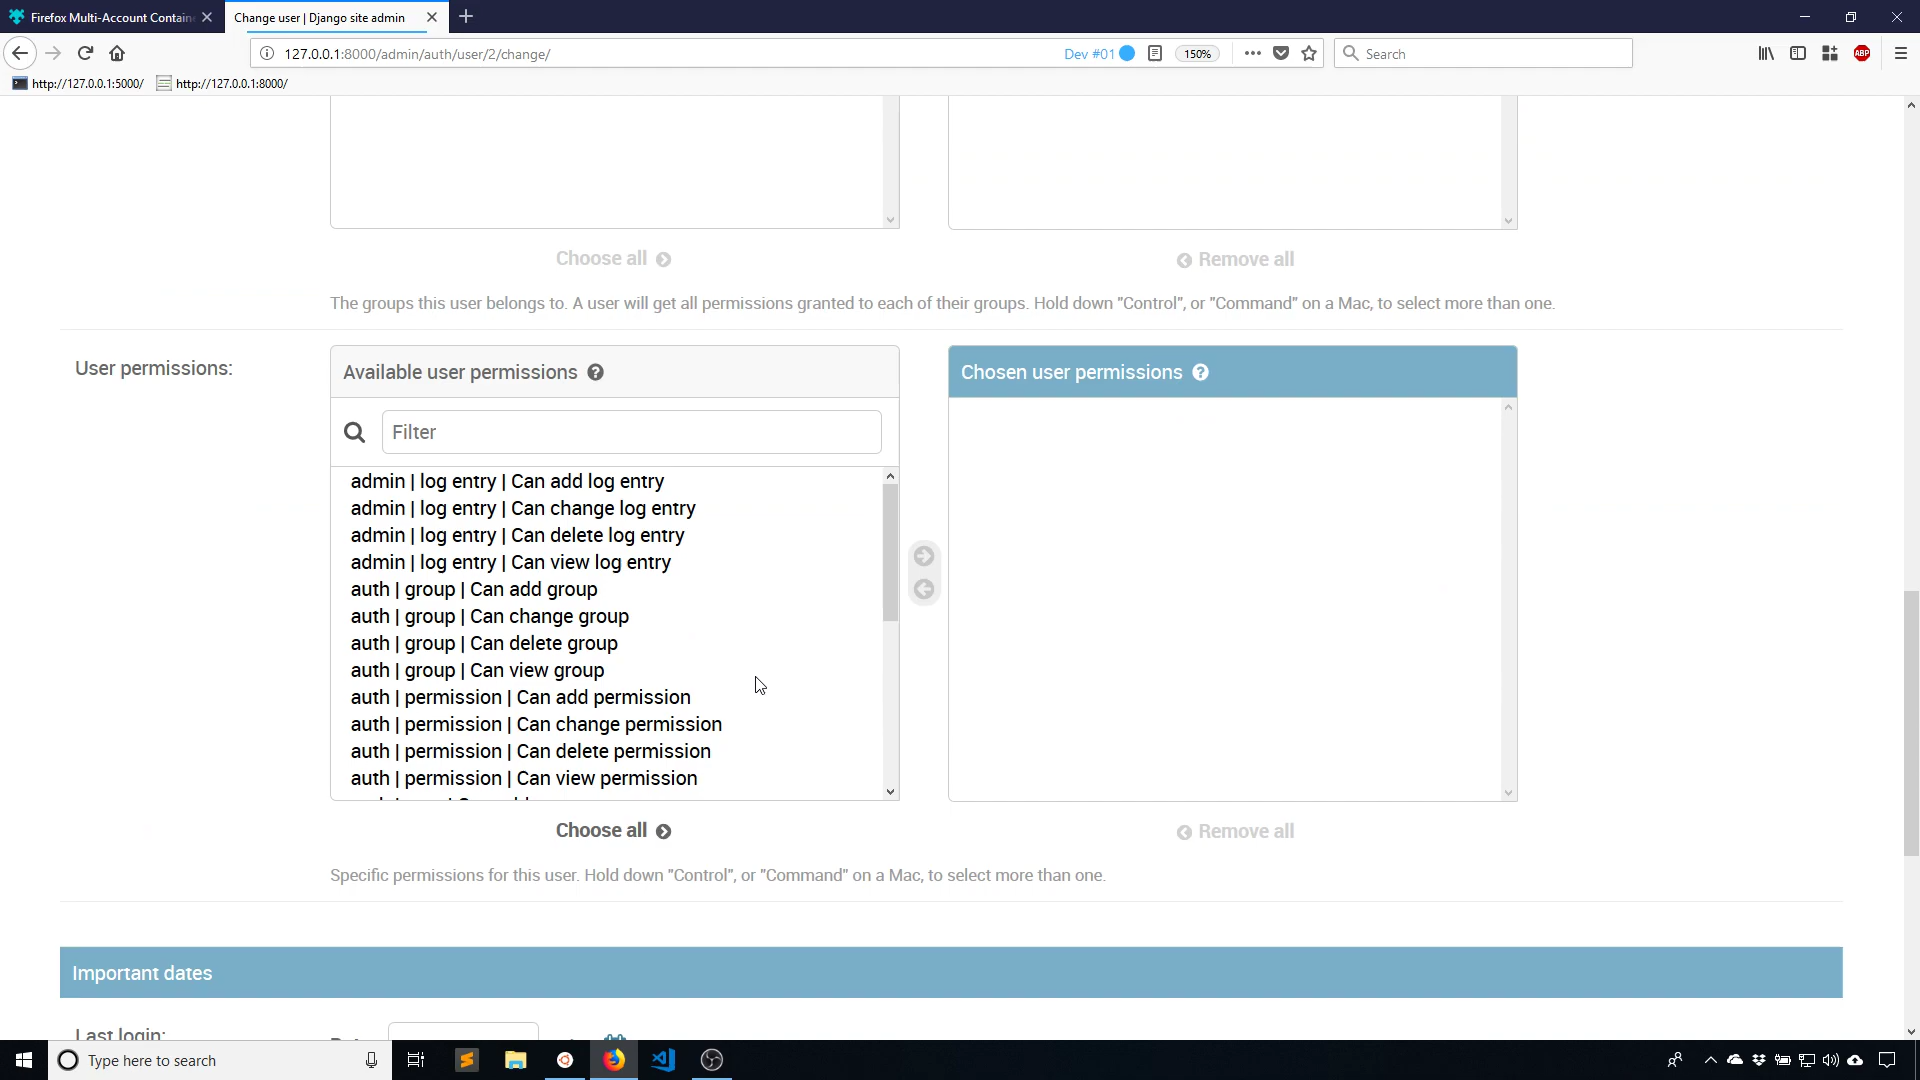 Firefox Multi-Account Contain
Change user | Django site admin
127.0.0.1:8000/admin/auth/user/2/change/
Dev #01
150%
Search
ABP
http://127.0.0.1:5000/
http://127.0.0.1:8000/
Choose all
Remove all
The groups this user belongs to. A user will get all permissions granted to each of their groups. Hold down "Control", or "Command" on a Mac, to select more than one.
User permissions:
Available user permissions ?
Chosen user permissions ?
Filter
admin | log entry | Can add log entry
admin | log entry | Can change log entry
admin | log entry | Can delete log entry
admin | log entry | Can view log entry
auth | group | Can add group
auth | group | Can change group
auth | group | Can delete group
auth | group | Can view group
auth | permission | Can add permission
auth | permission | Can change permission
auth | permission | Can delete permission
auth | permission | Can view permission
Choose all
Remove all
Specific permissions for this user. Hold down "Control", or "Command" on a Mac, to select more than one.
Important dates
Last login:
Type here to search